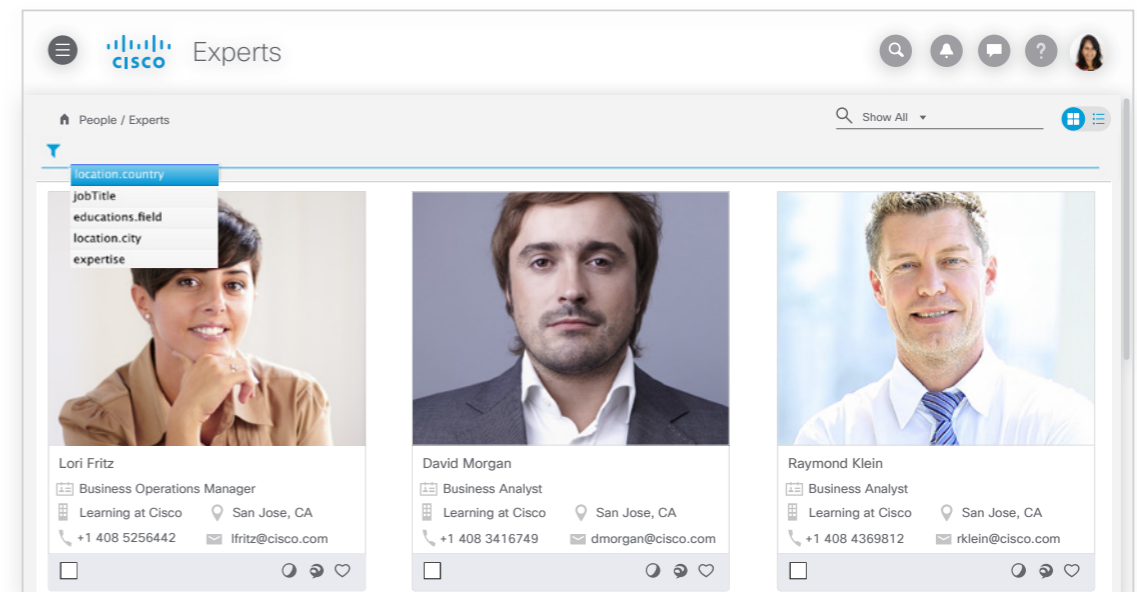 CISCO Experts
People / Experts
Show All
location.country
jobTitle
educations.field
location.city
expertise
Lori Fritz
Business Operations Manager
Learning at Cisco San Jose, CA
+1 408 5256442 lfritz@cisco.com
David Morgan
Business Analyst
Learning at Cisco San Jose, CA
+1 408 3416749 dmorgan@cisco.com
Raymond Klein
Business Analyst
Learning at Cisco San Jose, CA
+1 408 4369812 rklein@cisco.com